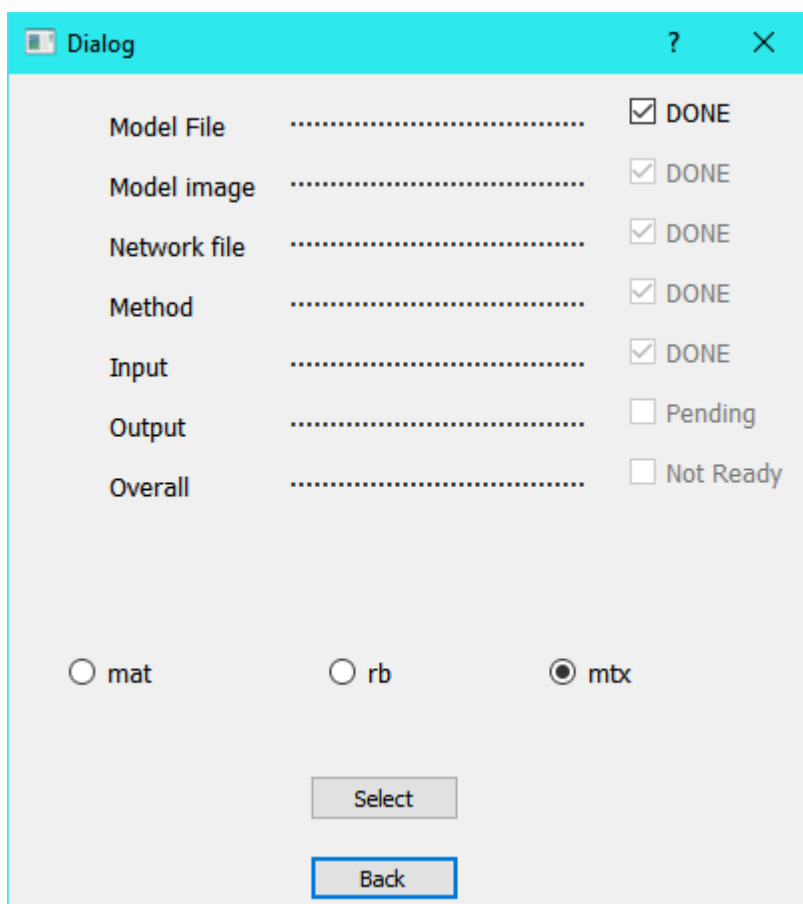 Dialog ?
Model File ..................................... DONE
Model image ..................................... DONE
Network file ..................................... DONE
Method ..................................... DONE
Input ..................................... DONE
Output ..................................... Pending
Overall ..................................... Not Ready
mat rb mtx
Select
Back